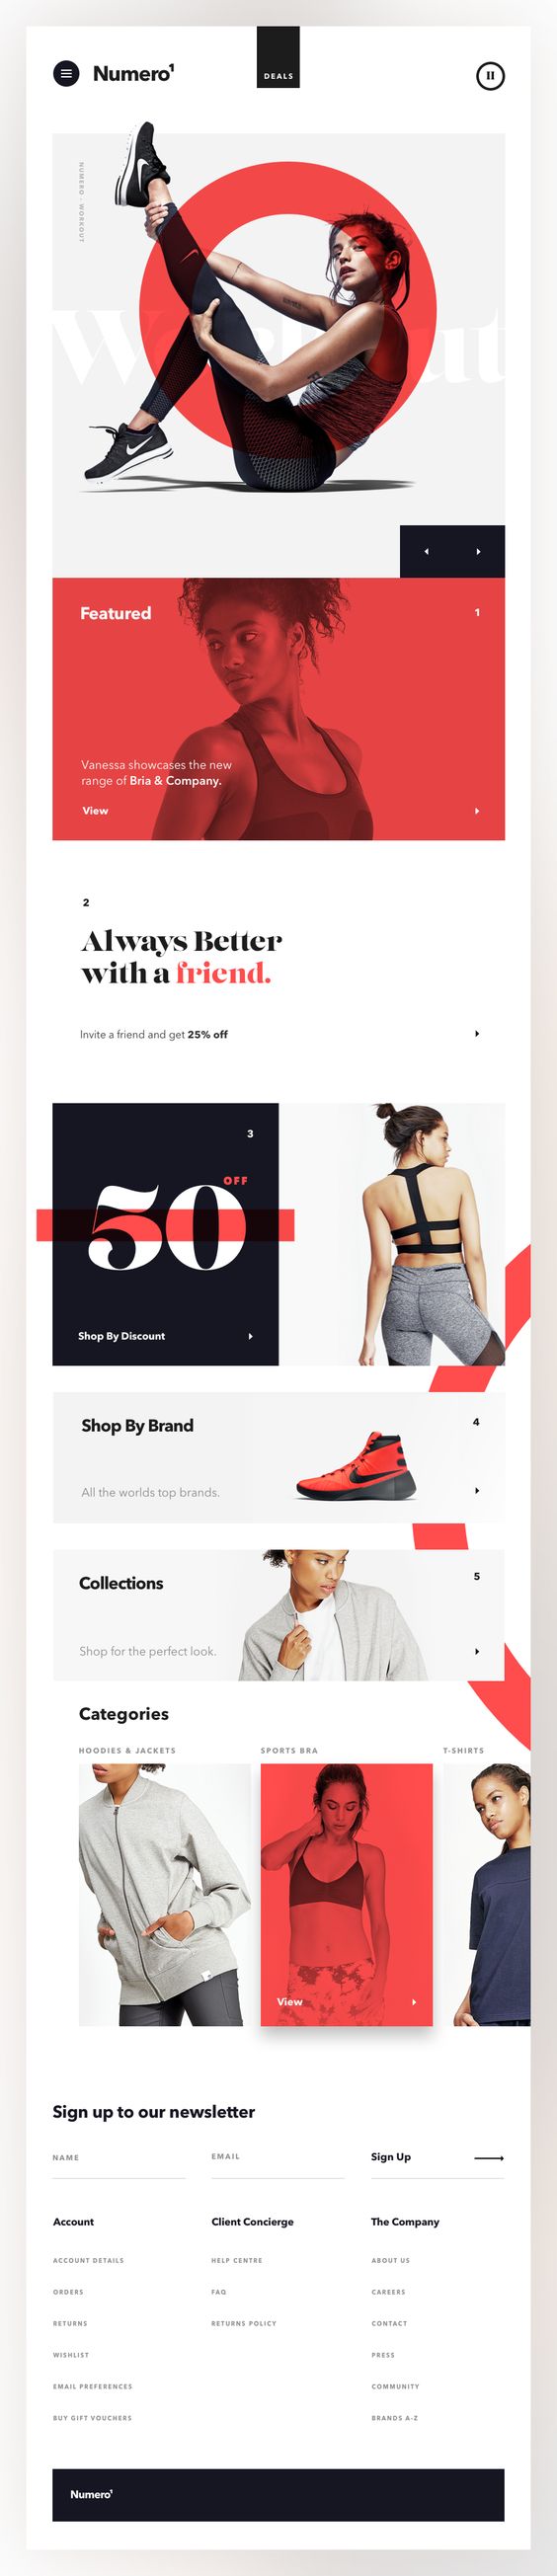 Numero¹
DEALS
NUMERO - WORKOUT
Workout
Featured
1
Vanessa showcases the new
range of Bria & Company.
View
2
Always Better
with a friend.
Invite a friend and get 25% off
3
OFF
50
Shop By Discount
Shop By Brand
4
All the worlds top brands.
Collections
5
Shop for the perfect look.
Categories
HOODIES & JACKETS
SPORTS BRA
T-SHIRTS
View
Sign up to our newsletter
NAME
EMAIL
Sign Up
Account
ACCOUNT DETAILS
ORDERS
RETURNS
WISHLIST
EMAIL PREFERENCES
BUY GIFT VOUCHERS
Client Concierge
HELP CENTRE
FAQ
RETURNS POLICY
The Company
ABOUT US
CAREERS
CONTACT
PRESS
COMMUNITY
BRANDS A-Z
Numero¹